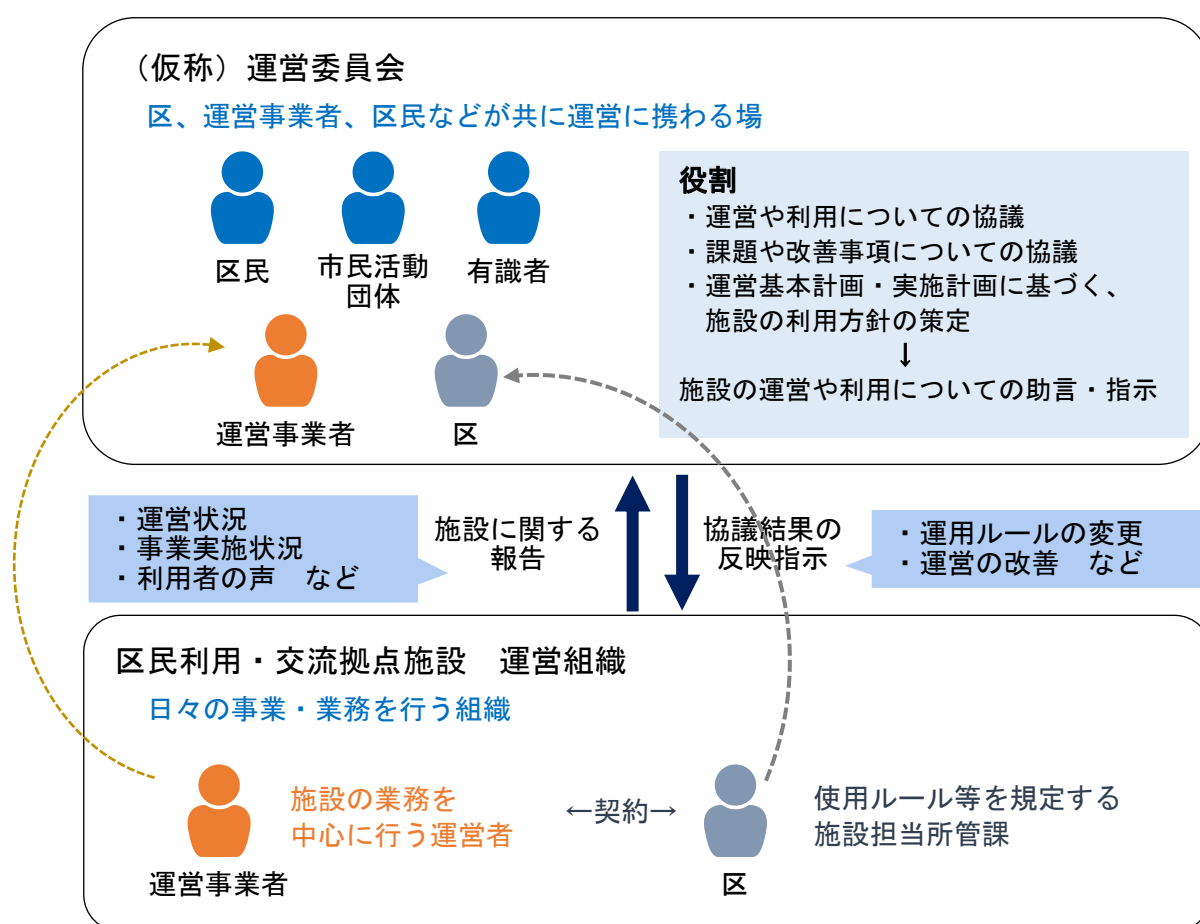 （仮称）運営委員会
区、運営事業者、区民などが共に運営に携わる場
区民
市民活動
団体
有識者
運営事業者
区
役割
・運営や利用についての協議
・課題や改善事項についての協議
・運営基本計画・実施計画に基づく、
施設の利用方針の策定
↓
施設の運営や利用についての助言・指示
・運営状況
・事業実施状況
・利用者の声　など
施設に関する
報告
協議結果の
反映指示
・運用ルールの変更
・運営の改善　など
区民利用・交流拠点施設　運営組織
日々の事業・業務を行う組織
施設の業務を
中心に行う運営者
運営事業者
←契約→
区
使用ルール等を規定する
施設担当所管課